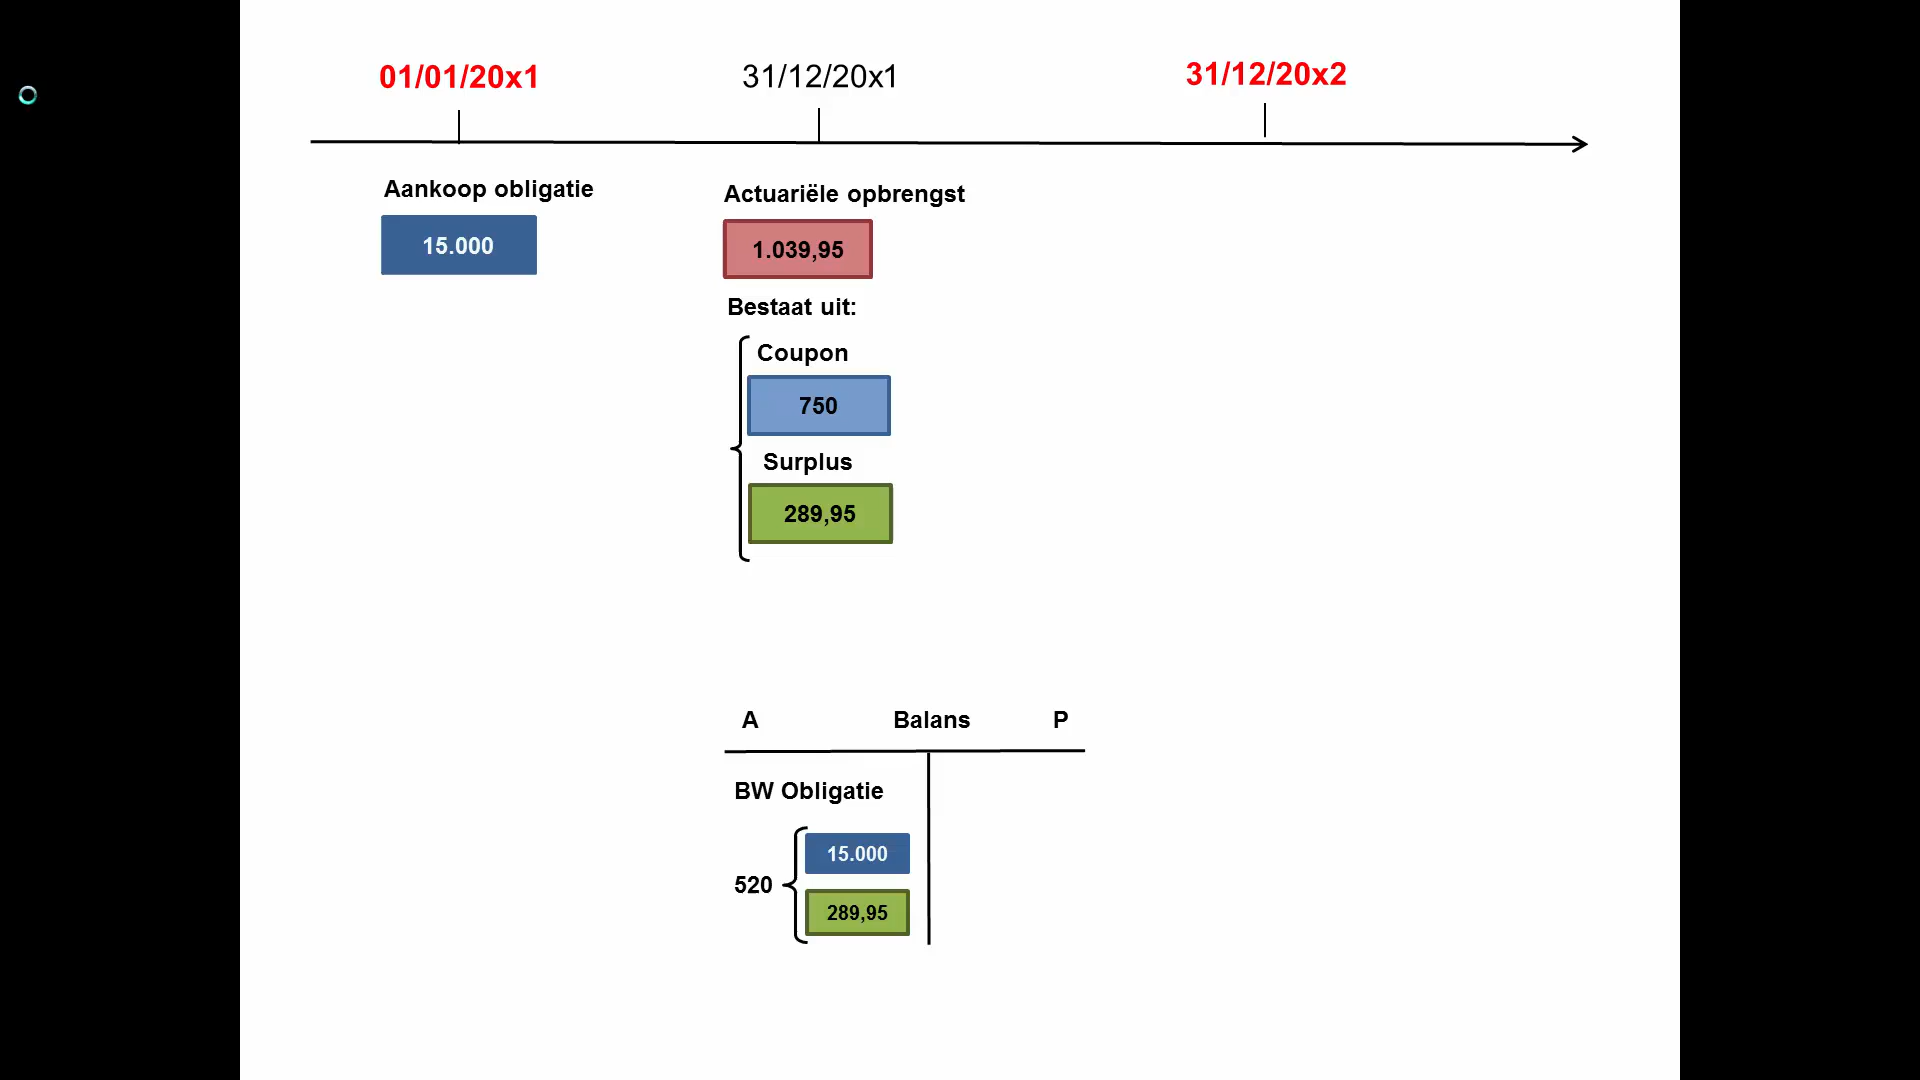 01/01/20x1
31/12/20x1
31/12/20x2
Aankoop obligatie
15.000
Actuariële opbrengst
1.039,95
Bestaat uit:
Coupon
750
Surplus
289,95
A Balans P
BW Obligatie
15.000
520
289,95